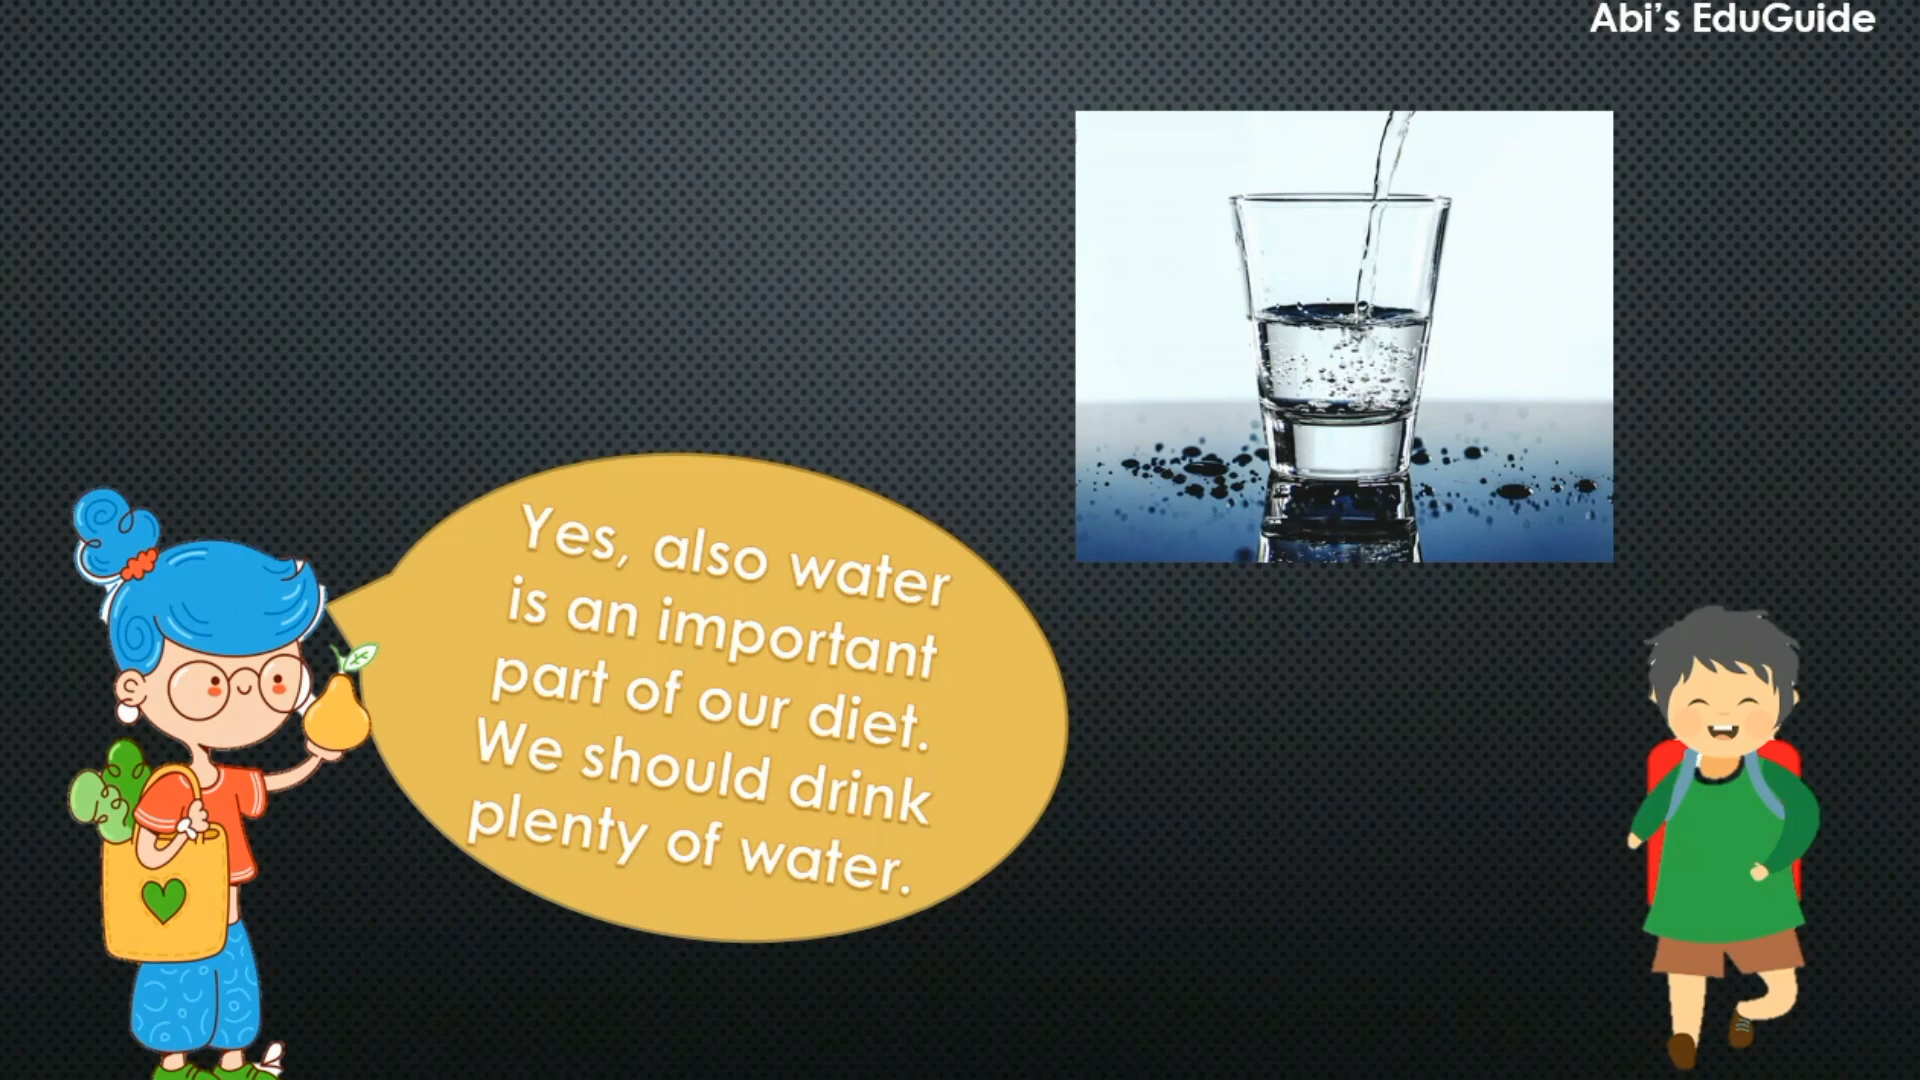 Abi's EduGuide
Yes, also water
is an important
part of our diet.
We should drink
plenty of water.